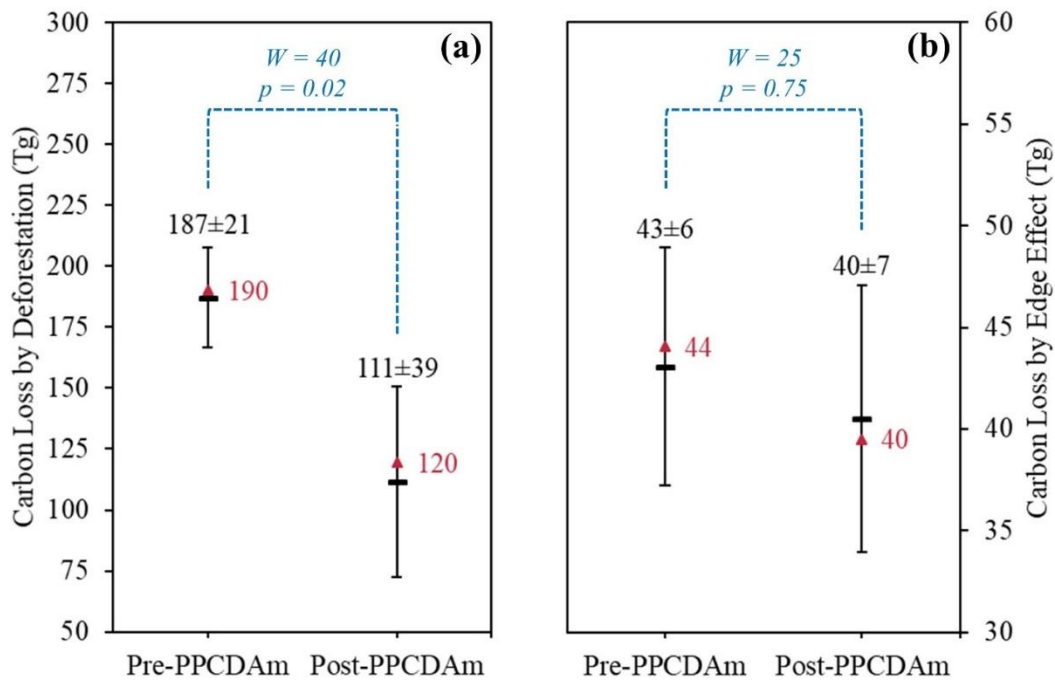 (a)
W = 40
p = 0.02
Carbon Loss by Deforestation (Tg)
300
275
250
225
200
175
150
125
100
75
50
187±21
190
111±39
120
Pre-PPCDAm Post-PPCDAm
(b)
W = 25
p = 0.75
43±6
44
40±7
40
Pre-PPCDAm Post-PPCDAm
60
55
50
45
40
35
30
Carbon Loss by Edge Effect (Tg)